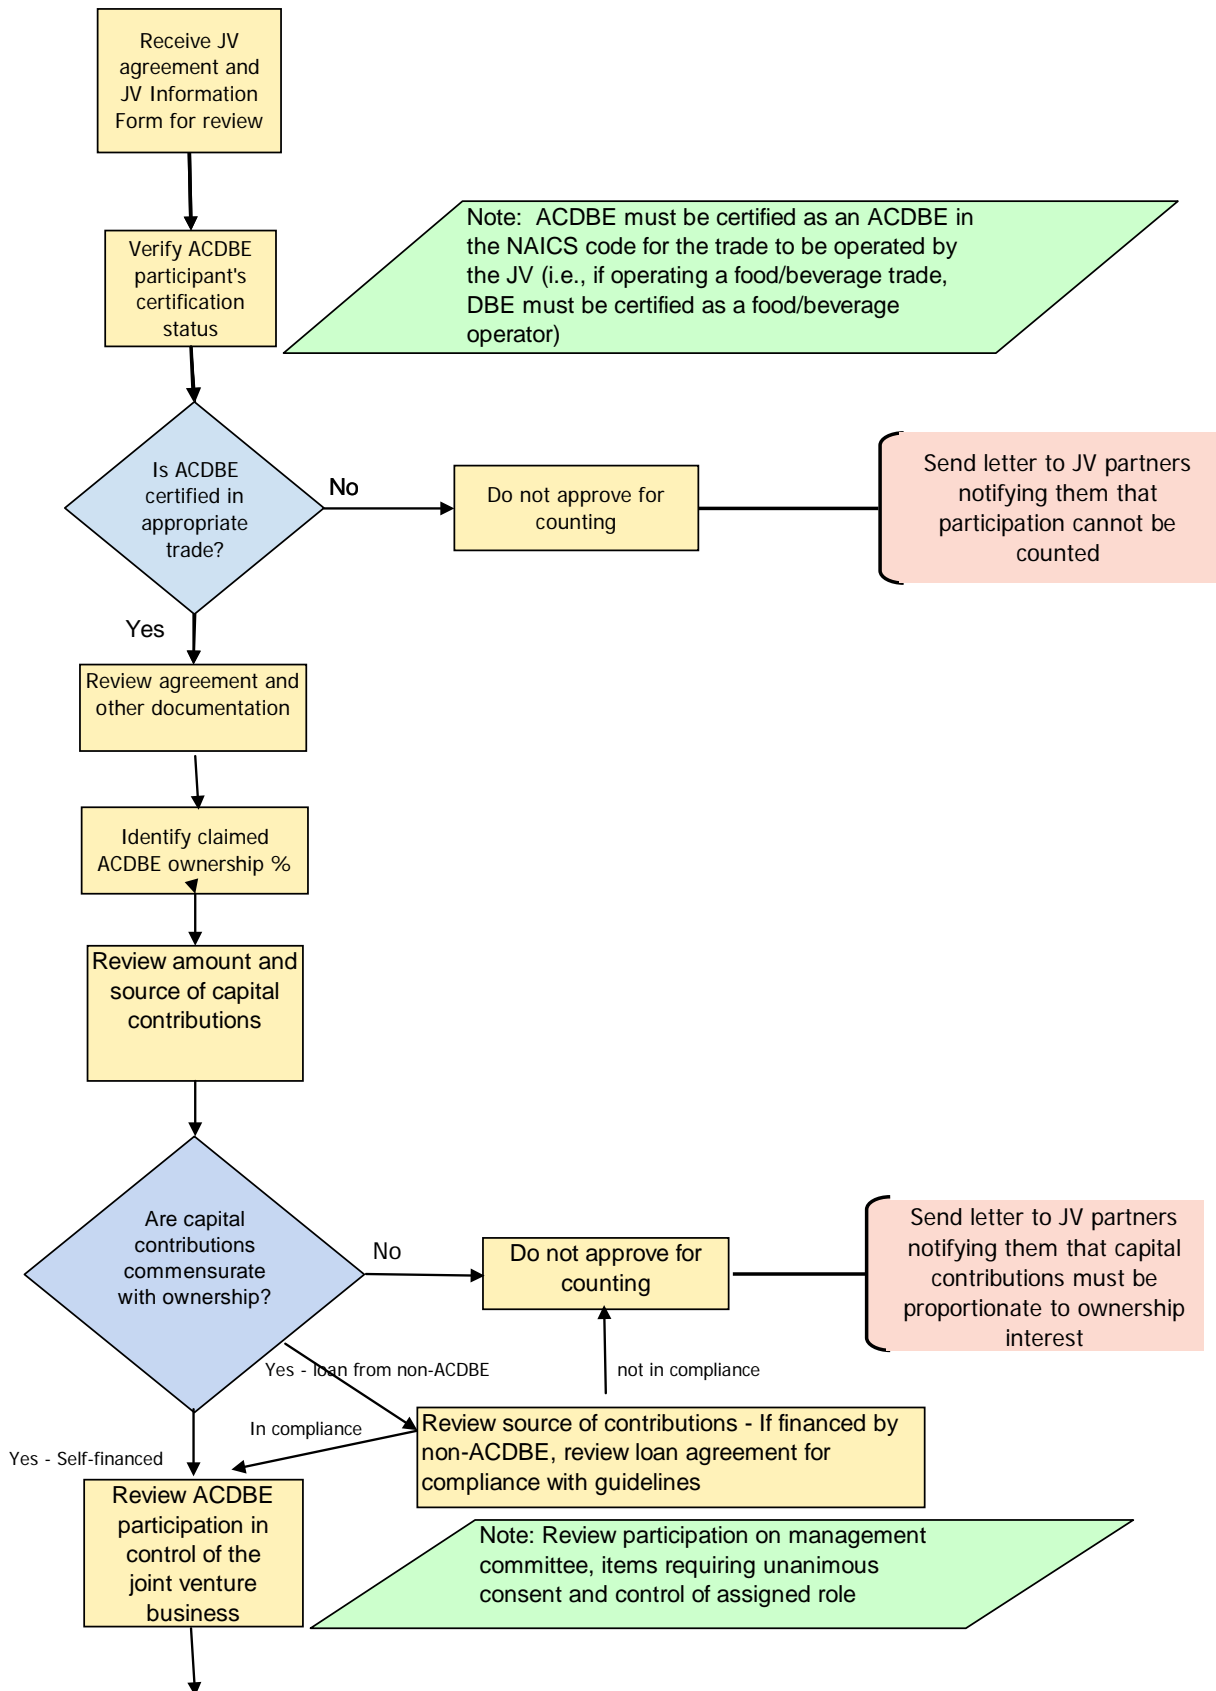 Receive JV
agreement and
JV Information
Form for review
Verify ACDBE
participant's
certification
status
Note:  ACDBE must be certified as an ACDBE in
the NAICS code for the trade to be operated by
the JV (i.e., if operating a food/beverage trade,
DBE must be certified as a food/beverage
operator)
Is ACDBE
certified in
appropriate
trade?
No
Do not approve for
counting
Send letter to JV partners
notifying them that
participation cannot be
counted
Yes
Review agreement and
other documentation
Identify claimed
ACDBE ownership %
Review amount and
source of capital
contributions
Are capital
contributions
commensurate
with ownership?
No
Do not approve for
counting
Send letter to JV partners
notifying them that capital
contributions must be
proportionate to ownership
interest
Yes - loan from non-ACDBE
not in compliance
In compliance
Yes - Self-financed
Review source of contributions - If financed by
non-ACDBE, review loan agreement for
compliance with guidelines
Review ACDBE
participation in
control of the
joint venture
business
Note: Review participation on management
committee, items requiring unanimous
consent and control of assigned role